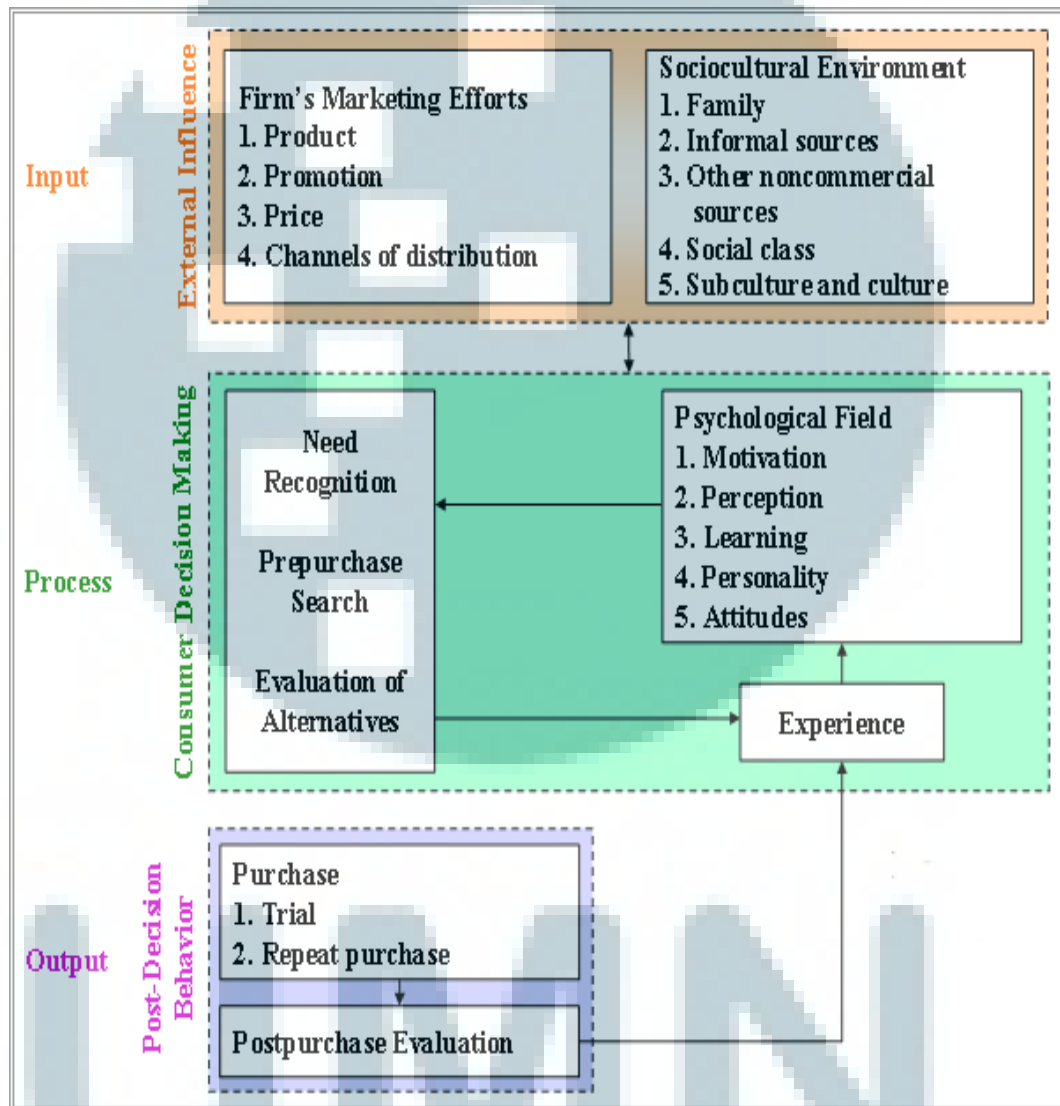 Input
External Influence
Firm's Marketing Efforts
1. Product
2. Promotion
3. Price
4. Channels of distribution
Sociocultural Environment
1. Family
2. Informal sources
3. Other noncommercial
sources
4. Social class
5. Subculture and culture
Process
Consumer Decision Making
Need
Recognition
Prepurchase
Search
Evaluation of
Alternatives
Psychological Field
1. Motivation
2. Perception
3. Learning
4. Personality
5. Attitudes
Experience
Output
Post-Decision
Behavior
Purchase
1. Trial
2. Repeat purchase
Postpurchase Evaluation
UMN